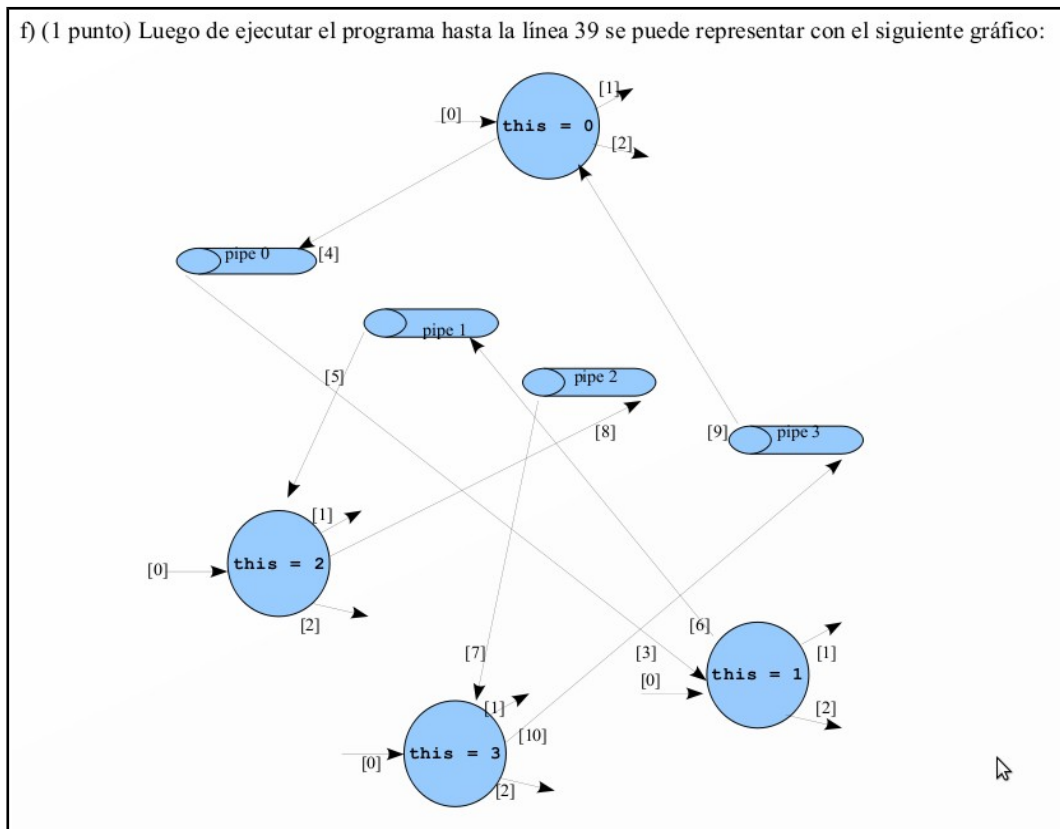 f) (1 punto) Luego de ejecutar el programa hasta la línea 39 se puede representar con el siguiente gráfico:
[1]
[0]
this = 0
[2]
pipe 0
[4]
pipe 1
[5]
pipe 2
[8]
[9]
pipe 3
[1]
this = 2
[0]
[2]
[6]
[7]
[3]
[1]
[0]
this = 1
[2]
[1]
[10]
this = 3
[0]
[2]